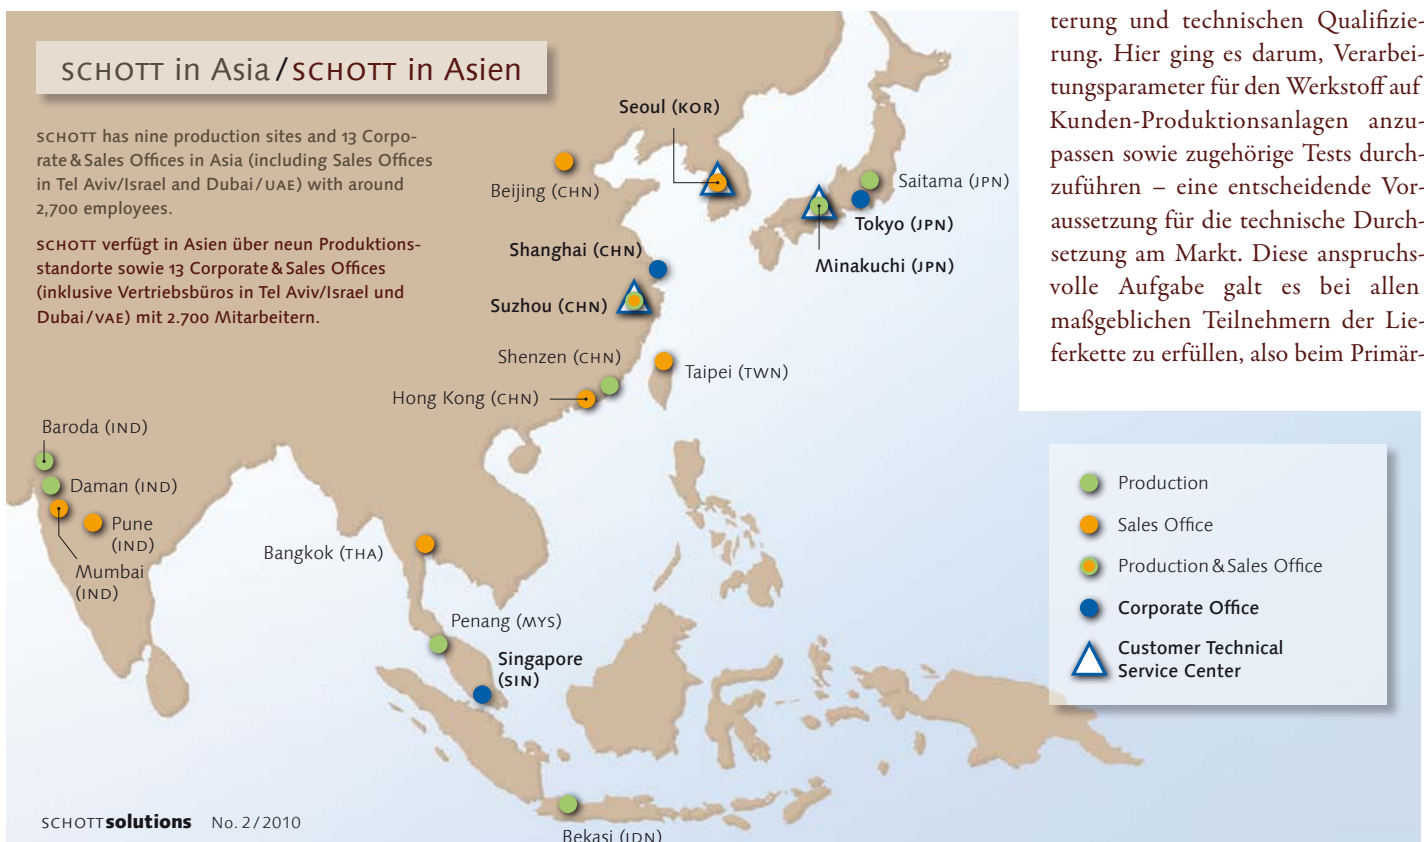 SCHOTT in Asia / SCHOTT in Asien
SCHOTT has nine production sites and 13 Corpo-
rate & Sales Offices in Asia (including Sales Offices
in Tel Aviv/Israel and Dubai/UAE) with around
2,700 employees.
SCHOTT verfügt in Asien über neun Produktions-
standorte sowie 13 Corporate & Sales Offices
(inklusive Vertriebsbüros in Tel Aviv/Israel und
Dubai/VAE) mit 2.700 Mitarbeitern.
Seoul (KOR)
Beijing (CHN)
Saitama (JPN)
Tokyo (JPN)
Minakuchi (JPN)
Shanghai (CHN)
Suzhou (CHN)
Shenzen (CHN)
Taipei (TWN)
Hong Kong (CHN)
Baroda (IND)
Daman (IND)
Pune
(IND)
Mumbai
(IND)
Bangkok (THA)
Penang (MYS)
Singapore
(SIN)
Bekasi (IDN)
Production
Sales Office
Production & Sales Office
Corporate Office
Customer Technical
Service Center
terung und technischen Qualifizie-
rung. Hier ging es darum, Verarbei-
tungsparameter für den Werkstoff auf
Kunden-Produktionsanlagen anzu-
passen sowie zugehörige Tests durch-
zuführen – eine entscheidende Vor-
aussetzung für die technische Durch-
setzung am Markt. Diese anspruchs-
volle Aufgabe galt es bei allen
maßgeblichen Teilnehmern der Lie-
ferkette zu erfüllen, also beim Primär-
SCHOTT solutions No. 2/2010